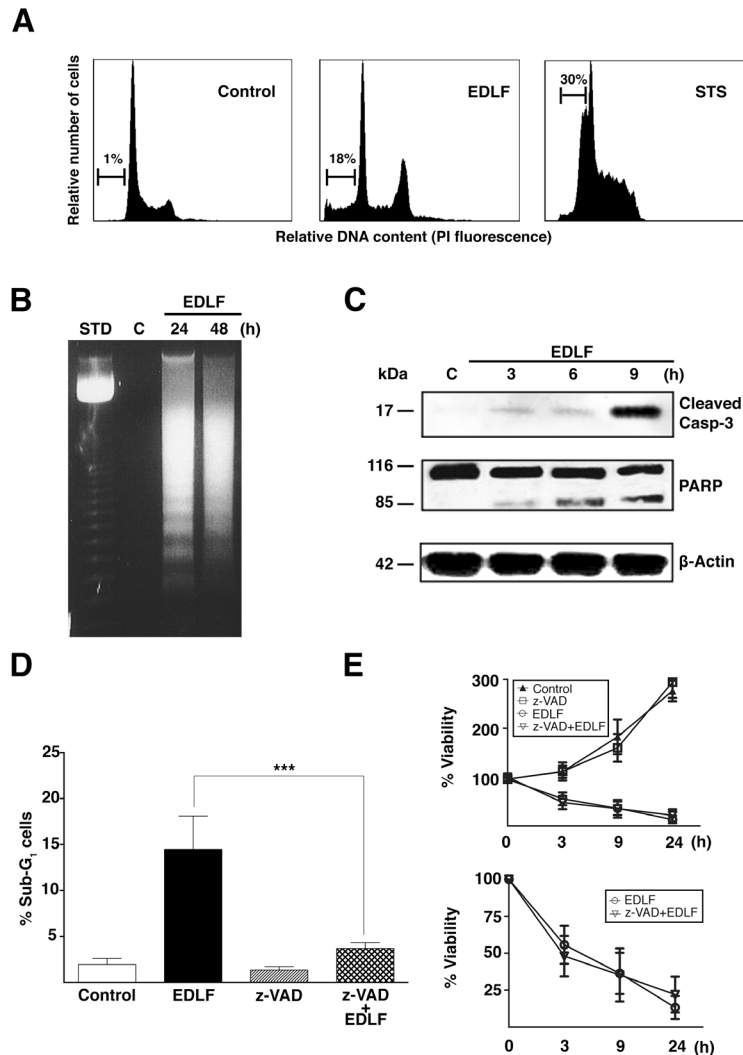 A
Relative number of cells
Control
1%
EDLF
18%
STS
30%
Relative DNA content (PI fluorescence)
B
EDLF
STD C 24 48 (h)
C
EDLF
kDa C 3 6 9 (h)
17
Cleaved
Casp-3
116
85
PARP
42
β-Actin
D
% Sub-G1 cells
25
20
15
10
5
***
Control EDLF z-VAD z-VAD
+
EDLF
E
% Viability
300
200
100
Control
z-VAD
EDLF
z-VAD+EDLF
0 3 9 24 (h)
% Viability
100
75
50
25
EDLF
z-VAD+EDLF
0 3 9 24 (h)